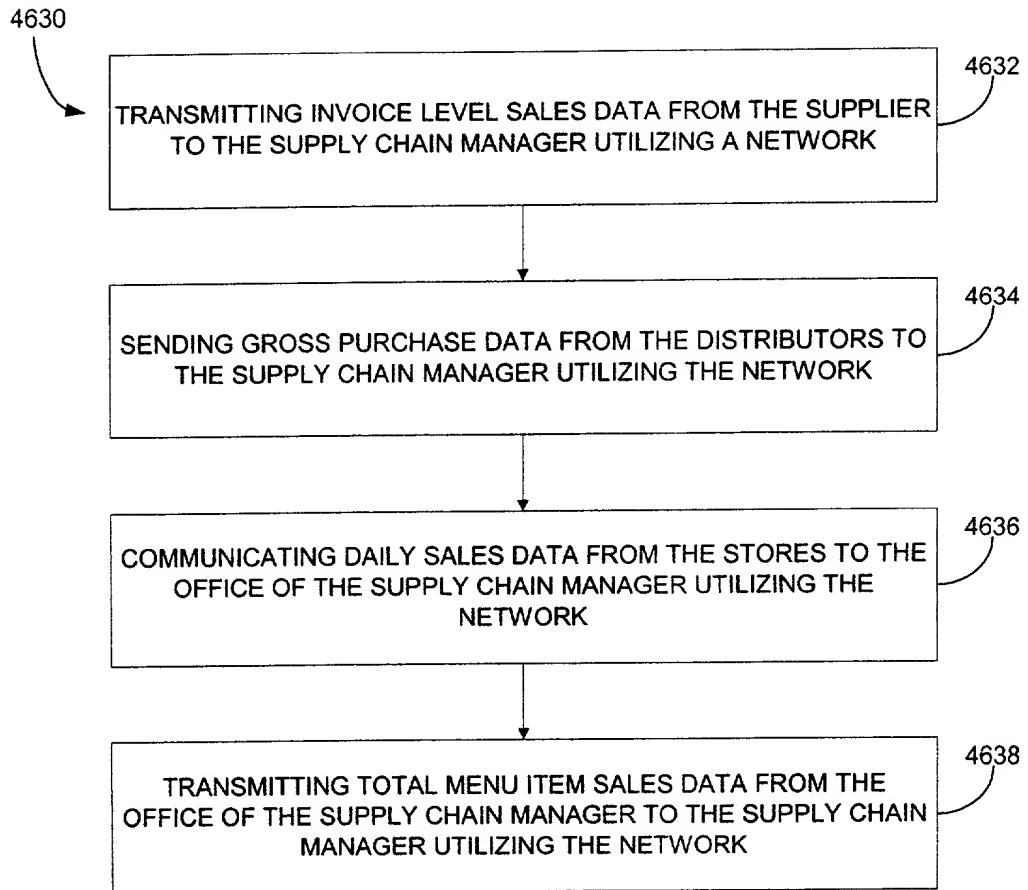 4630
4632
TRANSMITTING INVOICE LEVEL SALES DATA FROM THE SUPPLIER
TO THE SUPPLY CHAIN MANAGER UTILIZING A NETWORK
4634
SENDING GROSS PURCHASE DATA FROM THE DISTRIBUTORS TO
THE SUPPLY CHAIN MANAGER UTILIZING THE NETWORK
4636
COMMUNICATING DAILY SALES DATA FROM THE STORES TO THE
OFFICE OF THE SUPPLY CHAIN MANAGER UTILIZING THE
NETWORK
4638
TRANSMITTING TOTAL MENU ITEM SALES DATA FROM THE
OFFICE OF THE SUPPLY CHAIN MANAGER TO THE SUPPLY CHAIN
MANAGER UTILIZING THE NETWORK